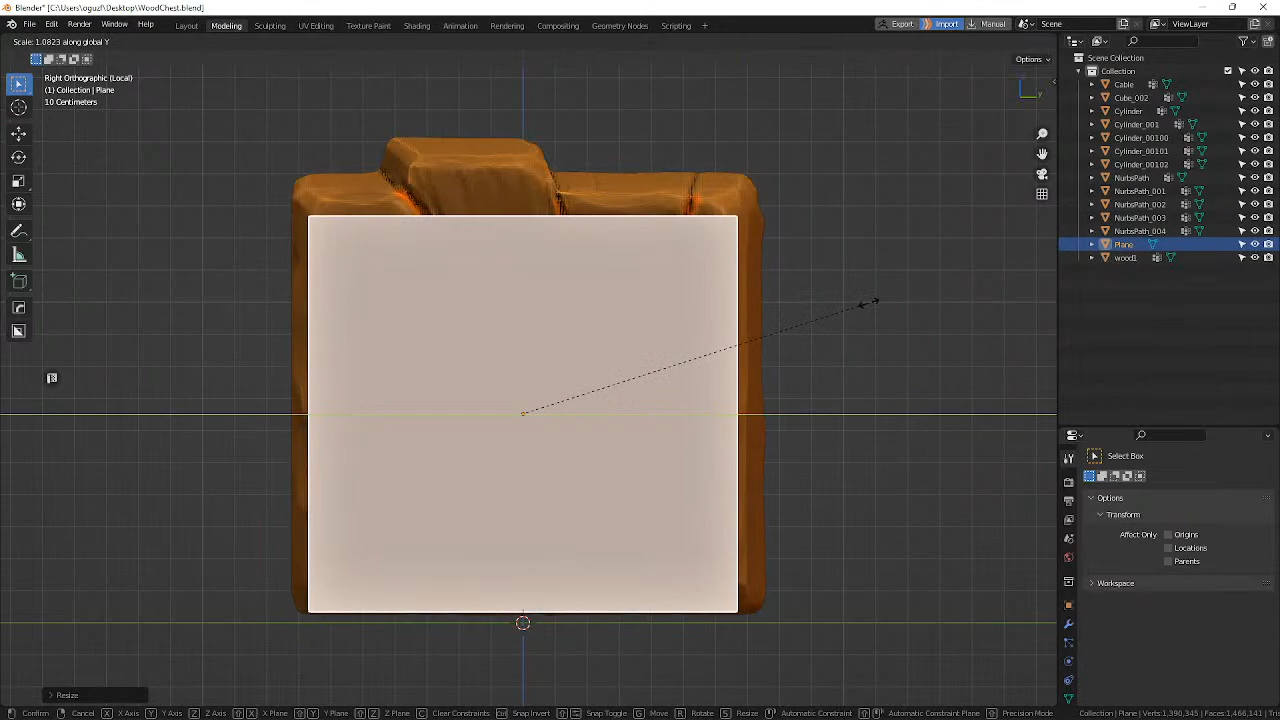 Blender* [C:\Users\oguz\Desktop\WoodChest.blend]
File Edit Render Window Help Layout Modeling Sculpting UV Editing Texture Paint Shading Animation Rendering Compositing Geometry Nodes Scripting + Export Import Manual Scene ViewLayer
Scale: 1.0823 along global Y
Options
Right Orthographic (Local)
(1) Collection | Plane
10 Centimeters
y
Scene Collection
Collection
Cable
Cube_002
Cylinder
Cylinder_001
Cylinder_00100
Cylinder_00101
Cylinder_00102
NurbsPath
NurbsPath_001
NurbsPath_002
NurbsPath_003
NurbsPath_004
Plane
wood1
Select Box
Options
Transform
Affect Only Origins
Locations
Parents
Workspace
Resize
Confirm Cancel X X Axis Y Y Axis Z Z Axis X X Plane Y Y Plane Z Z Plane C Clear Constraints Snap Invert Snap Toggle G Move R Rotate S Resize Automatic Constraint Automatic Constraint Plane Precision Mode
Collection | Plane | Verts:1,390,345 | Faces:1,466,141 | Tri